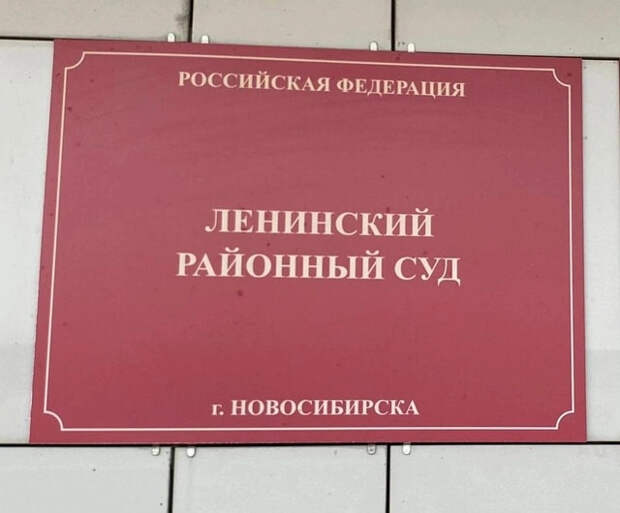 РОССИЙСКАЯ ФЕДЕРАЦИЯ
ЛЕНИНСКИЙ
РАЙОННЫЙ СУД
г. НОВОСИБИРСКА